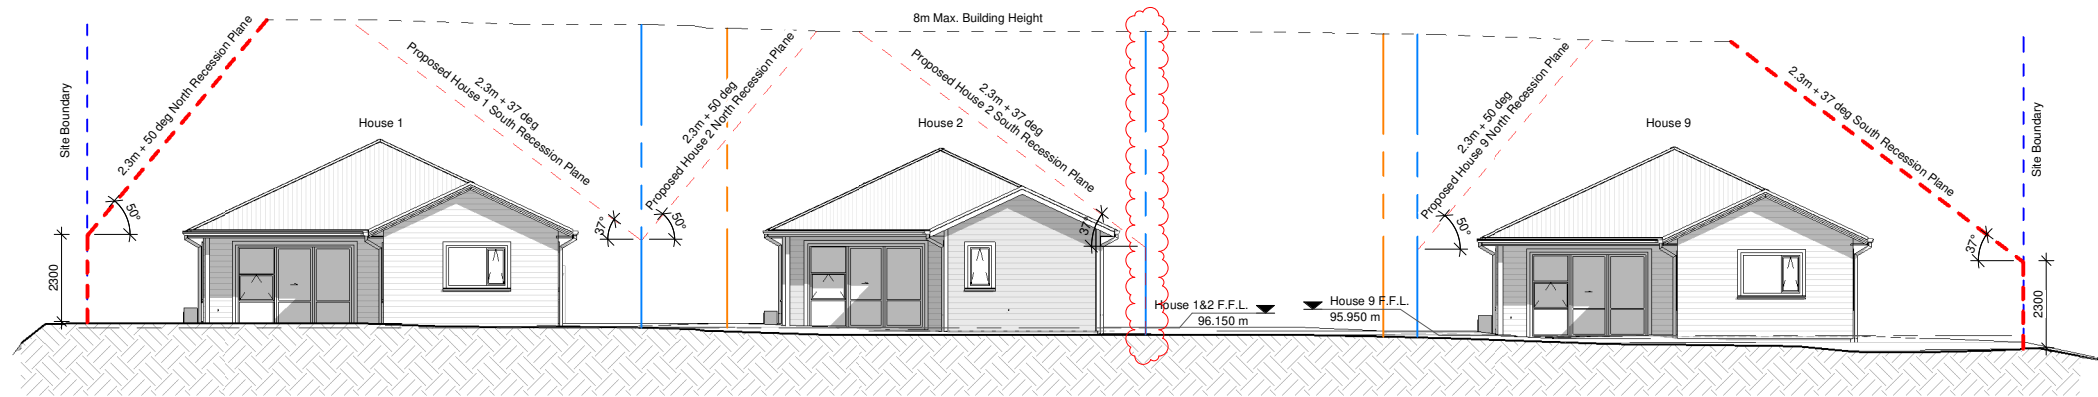 8m Max. Building Height
Site Boundary
2.3m + 50 deg North Recession Plane
50°
2300
House 1
2.3m + 37 deg
Proposed House 1 South Recession Plane
37°
2.3m + 50 deg
Proposed House 2 North Recession Plane
50°
House 2
2.3m + 37 deg
Proposed House 2 South Recession Plane
37°
House 1&2 F.F.L.
96.150 m
House 9 F.F.L.
95.950 m
2.3m + 50 deg
Proposed House 9 North Recession Plane
50°
House 9
2.3m + 37 deg South Recession Plane
37°
2300
Site Boundary